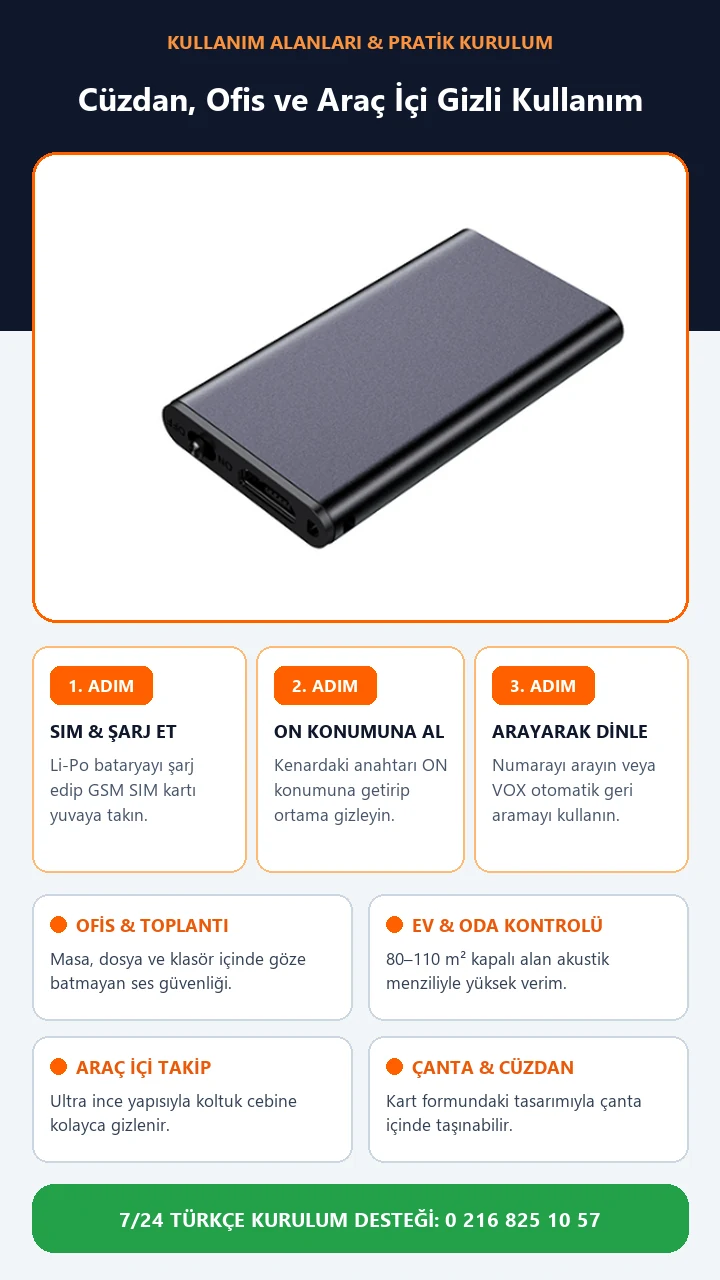 KULLANIM ALANLARI & PRATİK KURULUM
Cüzdan, Ofis ve Araç İçi Gizli Kullanım
OFF
ON
1. ADIM
SIM & ŞARJ ET
Li-Po bataryayı şarj
edip GSM SIM kartı
yuvaya takın.
2. ADIM
ON KONUMUNA AL
Kenardaki anahtarı ON
konumuna getirip
ortama gizleyin.
3. ADIM
ARAYARAK DİNLE
Numarayı arayın veya
VOX otomatik geri
aramayı kullanın.
OFİS & TOPLANTI
Masa, dosya ve klasör içinde göze
batmayan ses güvenliği.
EV & ODA KONTROLÜ
80–110 m² kapalı alan akustik
menziliyle yüksek verim.
ARAÇ İÇİ TAKİP
Ultra ince yapısıyla koltuk cebine
kolayca gizlenir.
ÇANTA & CÜZDAN
Kart formundaki tasarımıyla çanta
içinde taşınabilir.
7/24 TÜRKÇE KURULUM DESTEĞİ: 0 216 825 10 57